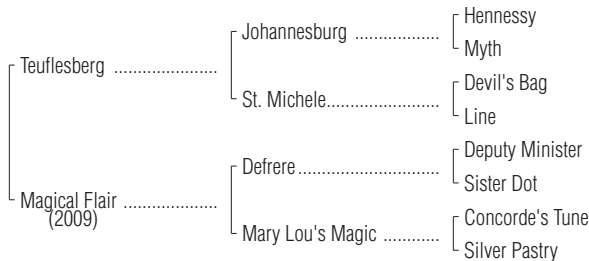 Hennessy
Johannesburg ..................
Myth
Teuflesberg ......................
Devil's Bag
St. Michele........................
Line
Deputy Minister
Defrere..............................
Sister Dot
Magical Flair ....................
(2009)
Concorde's Tune
Mary Lou's Magic ............
Silver Pastry